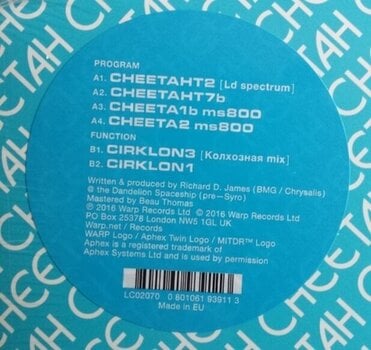 CHEETAH CHEETAH
PROGRAM
A1. CHEETAHT2 [Ld spectrum]
A2. CHEETAHT7b
A3. CHEETA1b ms800
A4. CHEETA2 ms800
FUNCTION
B1. CIRKLON3 [Колхозная mix]
B2. CIRKLON1
Written & produced by Richard D. James (BMG / Chrysalis)
@ the Dandelion Spaceship (pre-Syro)
Mastered by Beau Thomas
℗ 2016 Warp Records Ltd © 2016 Warp Records Ltd
PO Box 25378 London NW5 1GL UK
Warp.net / Records
WARP Logo / Aphex Twin Logo / MiTDR™ Logo
Aphex is a registered trademark of
Aphex Systems Ltd and is used by permission
LC02070 0 801061 93911 3
Made in EU